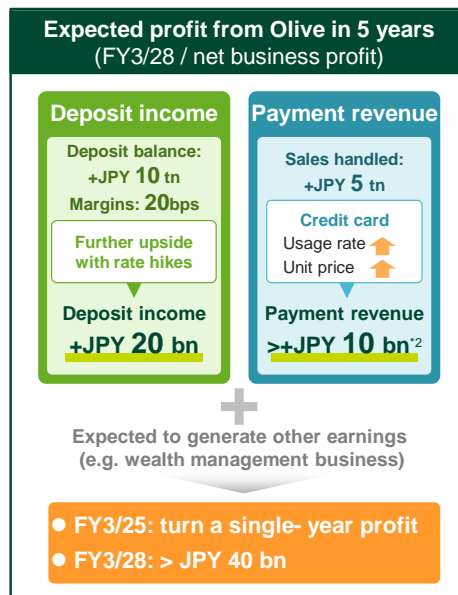 Expected profit from Olive in 5 years
(FY3/28 / net business profit)
Deposit income
Deposit balance:
+JPY 10 tn
Margins: 20bps
Further upside
with rate hikes
Deposit income
+JPY 20 bn
Payment revenue
Sales handled:
+JPY 5 tn
Credit card
Usage rate
Unit price
Payment revenue
>+JPY 10 bn*2
Expected to generate other earnings
(e.g. wealth management business)
● FY3/25: turn a single- year profit
● FY3/28: > JPY 40 bn